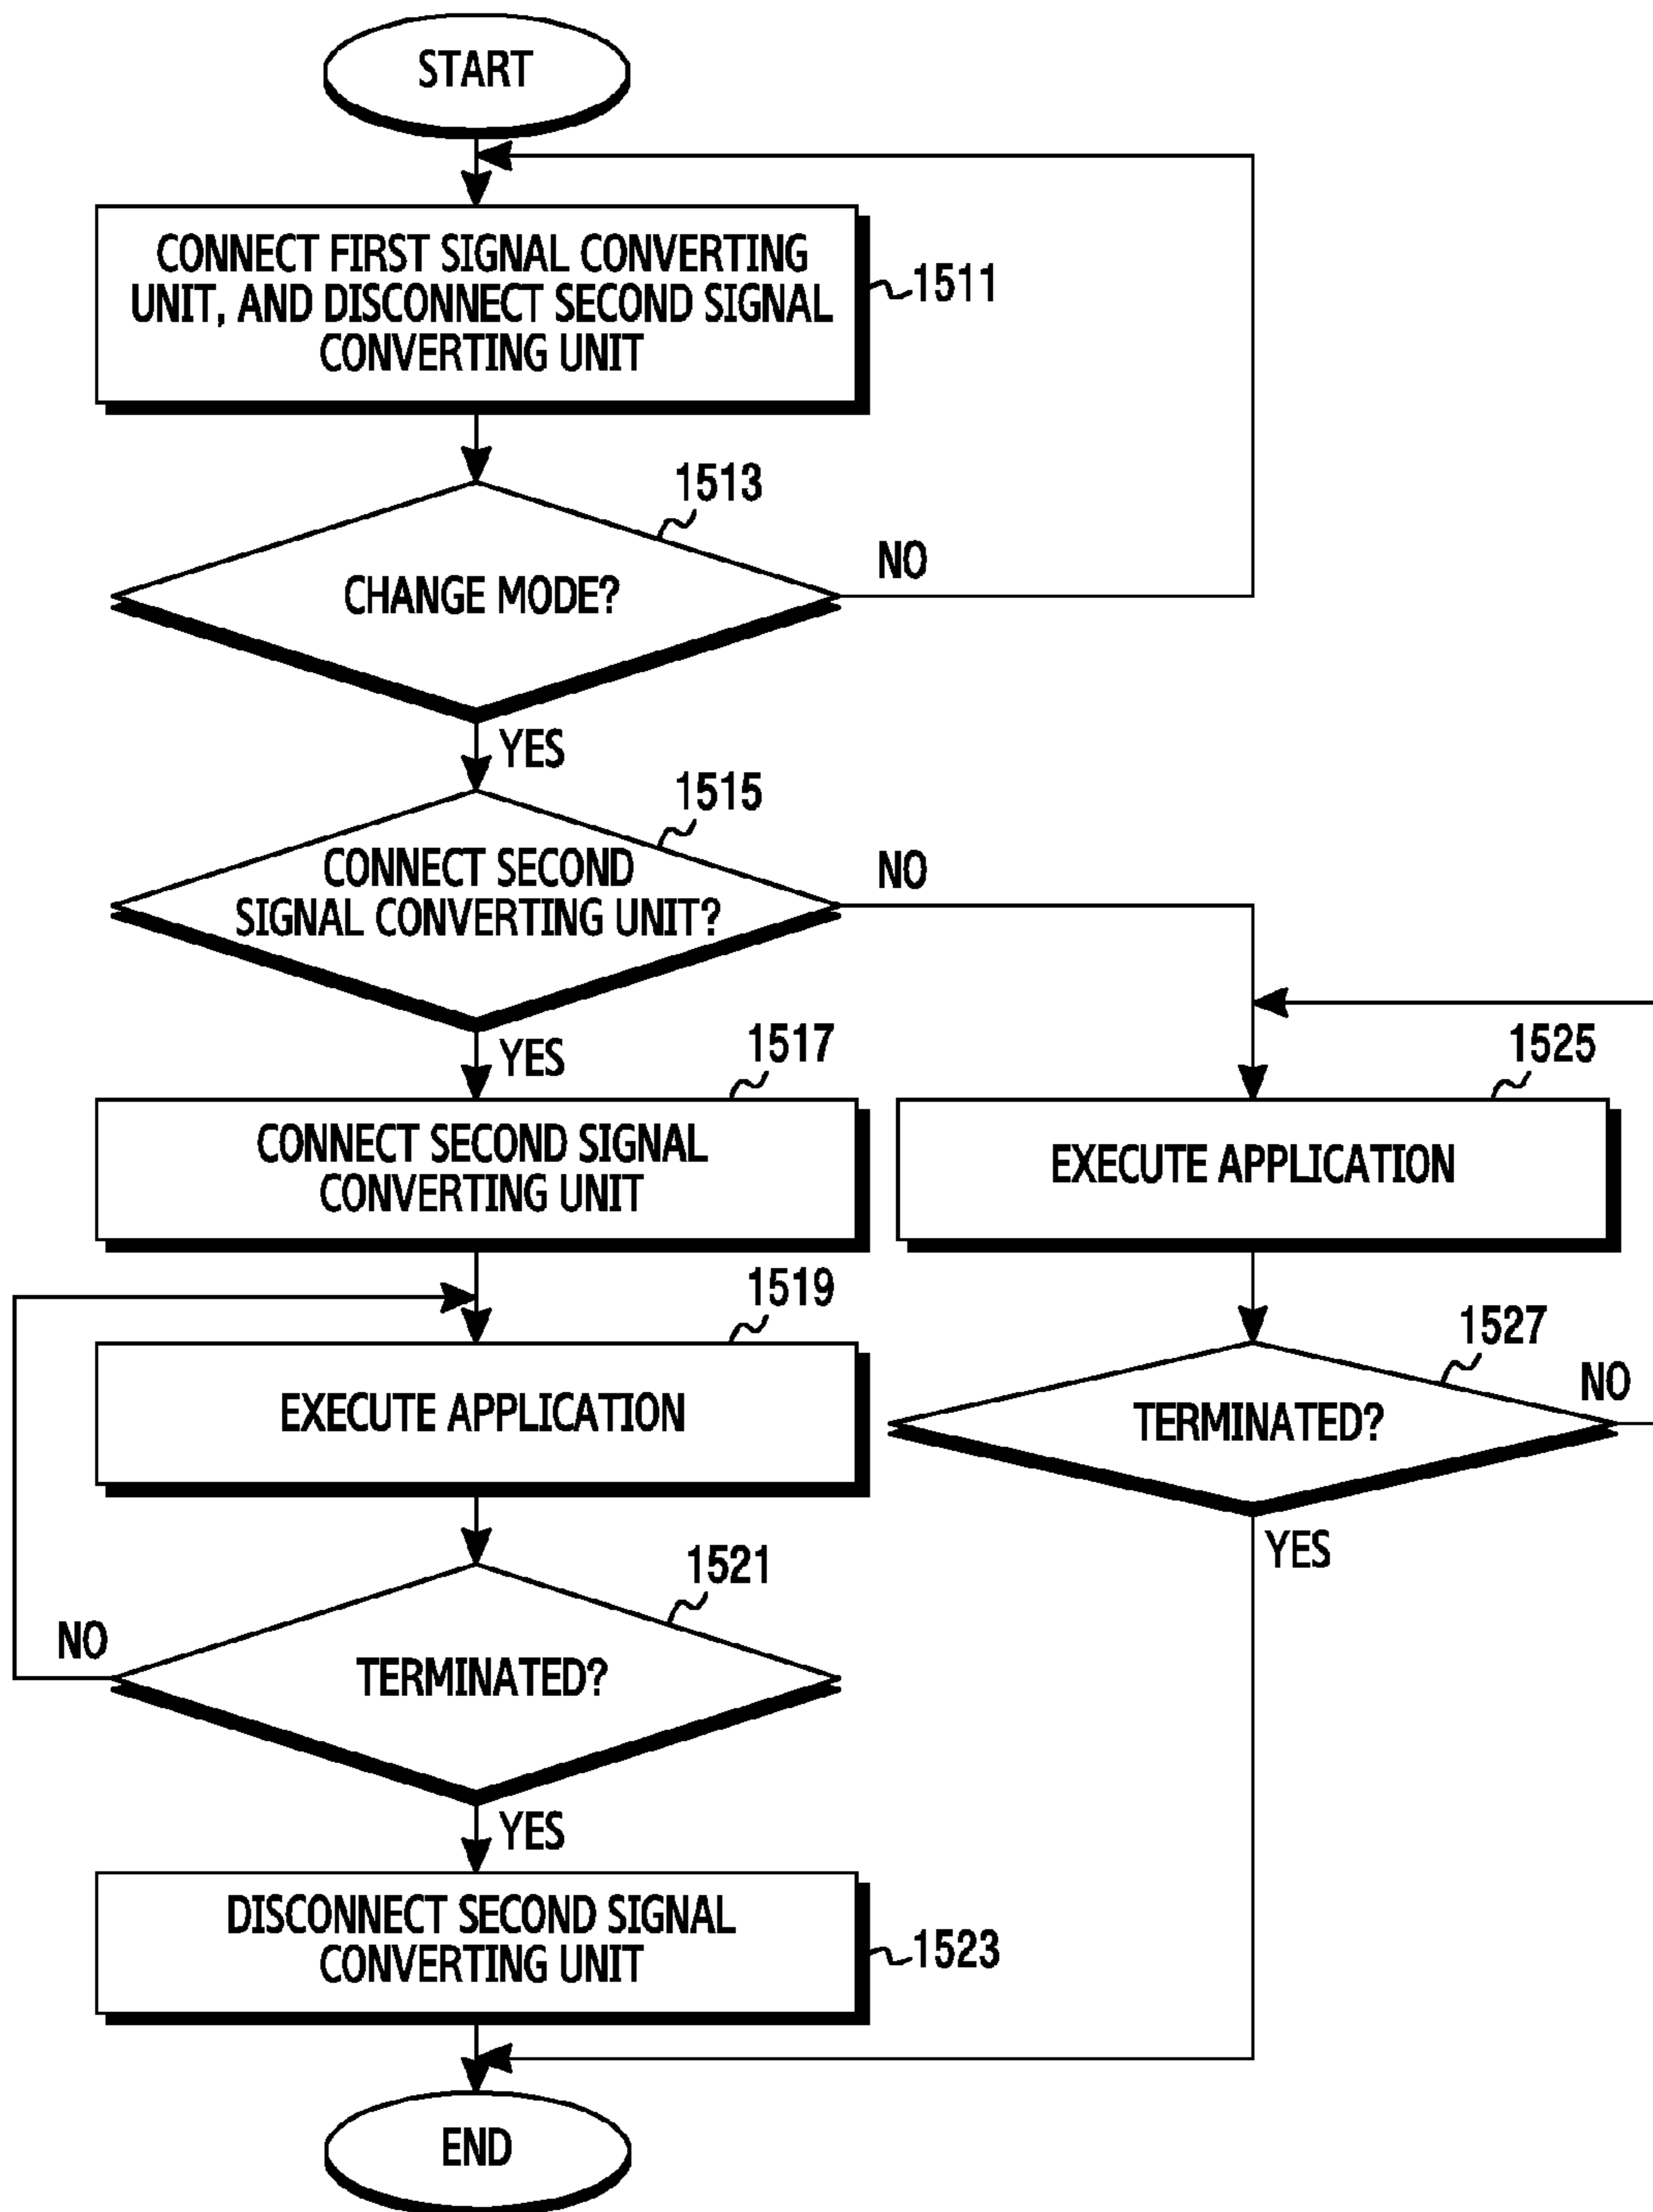 START
CONNECT FIRST SIGNAL CONVERTING
UNIT, AND DISCONNECT SECOND SIGNAL
CONVERTING UNIT
1511
1513
CHANGE MODE?
NO
YES
1515
CONNECT SECOND
SIGNAL CONVERTING UNIT?
NO
YES
1517
CONNECT SECOND SIGNAL
CONVERTING UNIT
1525
EXECUTE APPLICATION
1519
EXECUTE APPLICATION
1527
TERMINATED?
NO
YES
1521
TERMINATED?
NO
YES
DISCONNECT SECOND SIGNAL
CONVERTING UNIT
1523
END